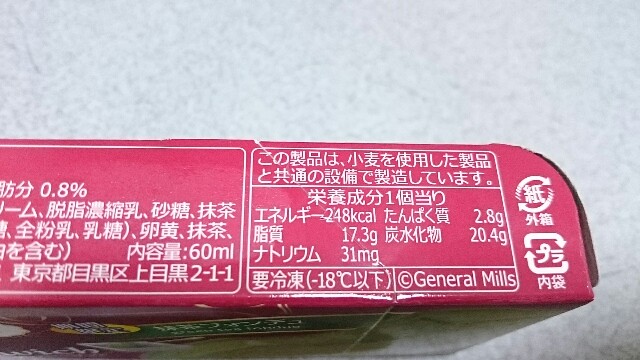 この製品は、小麦を使用した製品
と共通の設備で製造しています。
栄養成分1個当り
エネルギー248kcal たんぱく質 2.8g
脂質 17.3g 炭水化物 20.4g
ナトリウム 31mg
要冷凍(-18℃以下) ©General Mills
肪分 0.8%
リーム、脱脂濃縮乳、砂糖、抹茶
糖、全粉乳、乳糖)、卵黄、抹茶、
を含む) 内容量:60ml
東京都目黒区上目黒2-1-1
紙
外箱
プラ
内袋